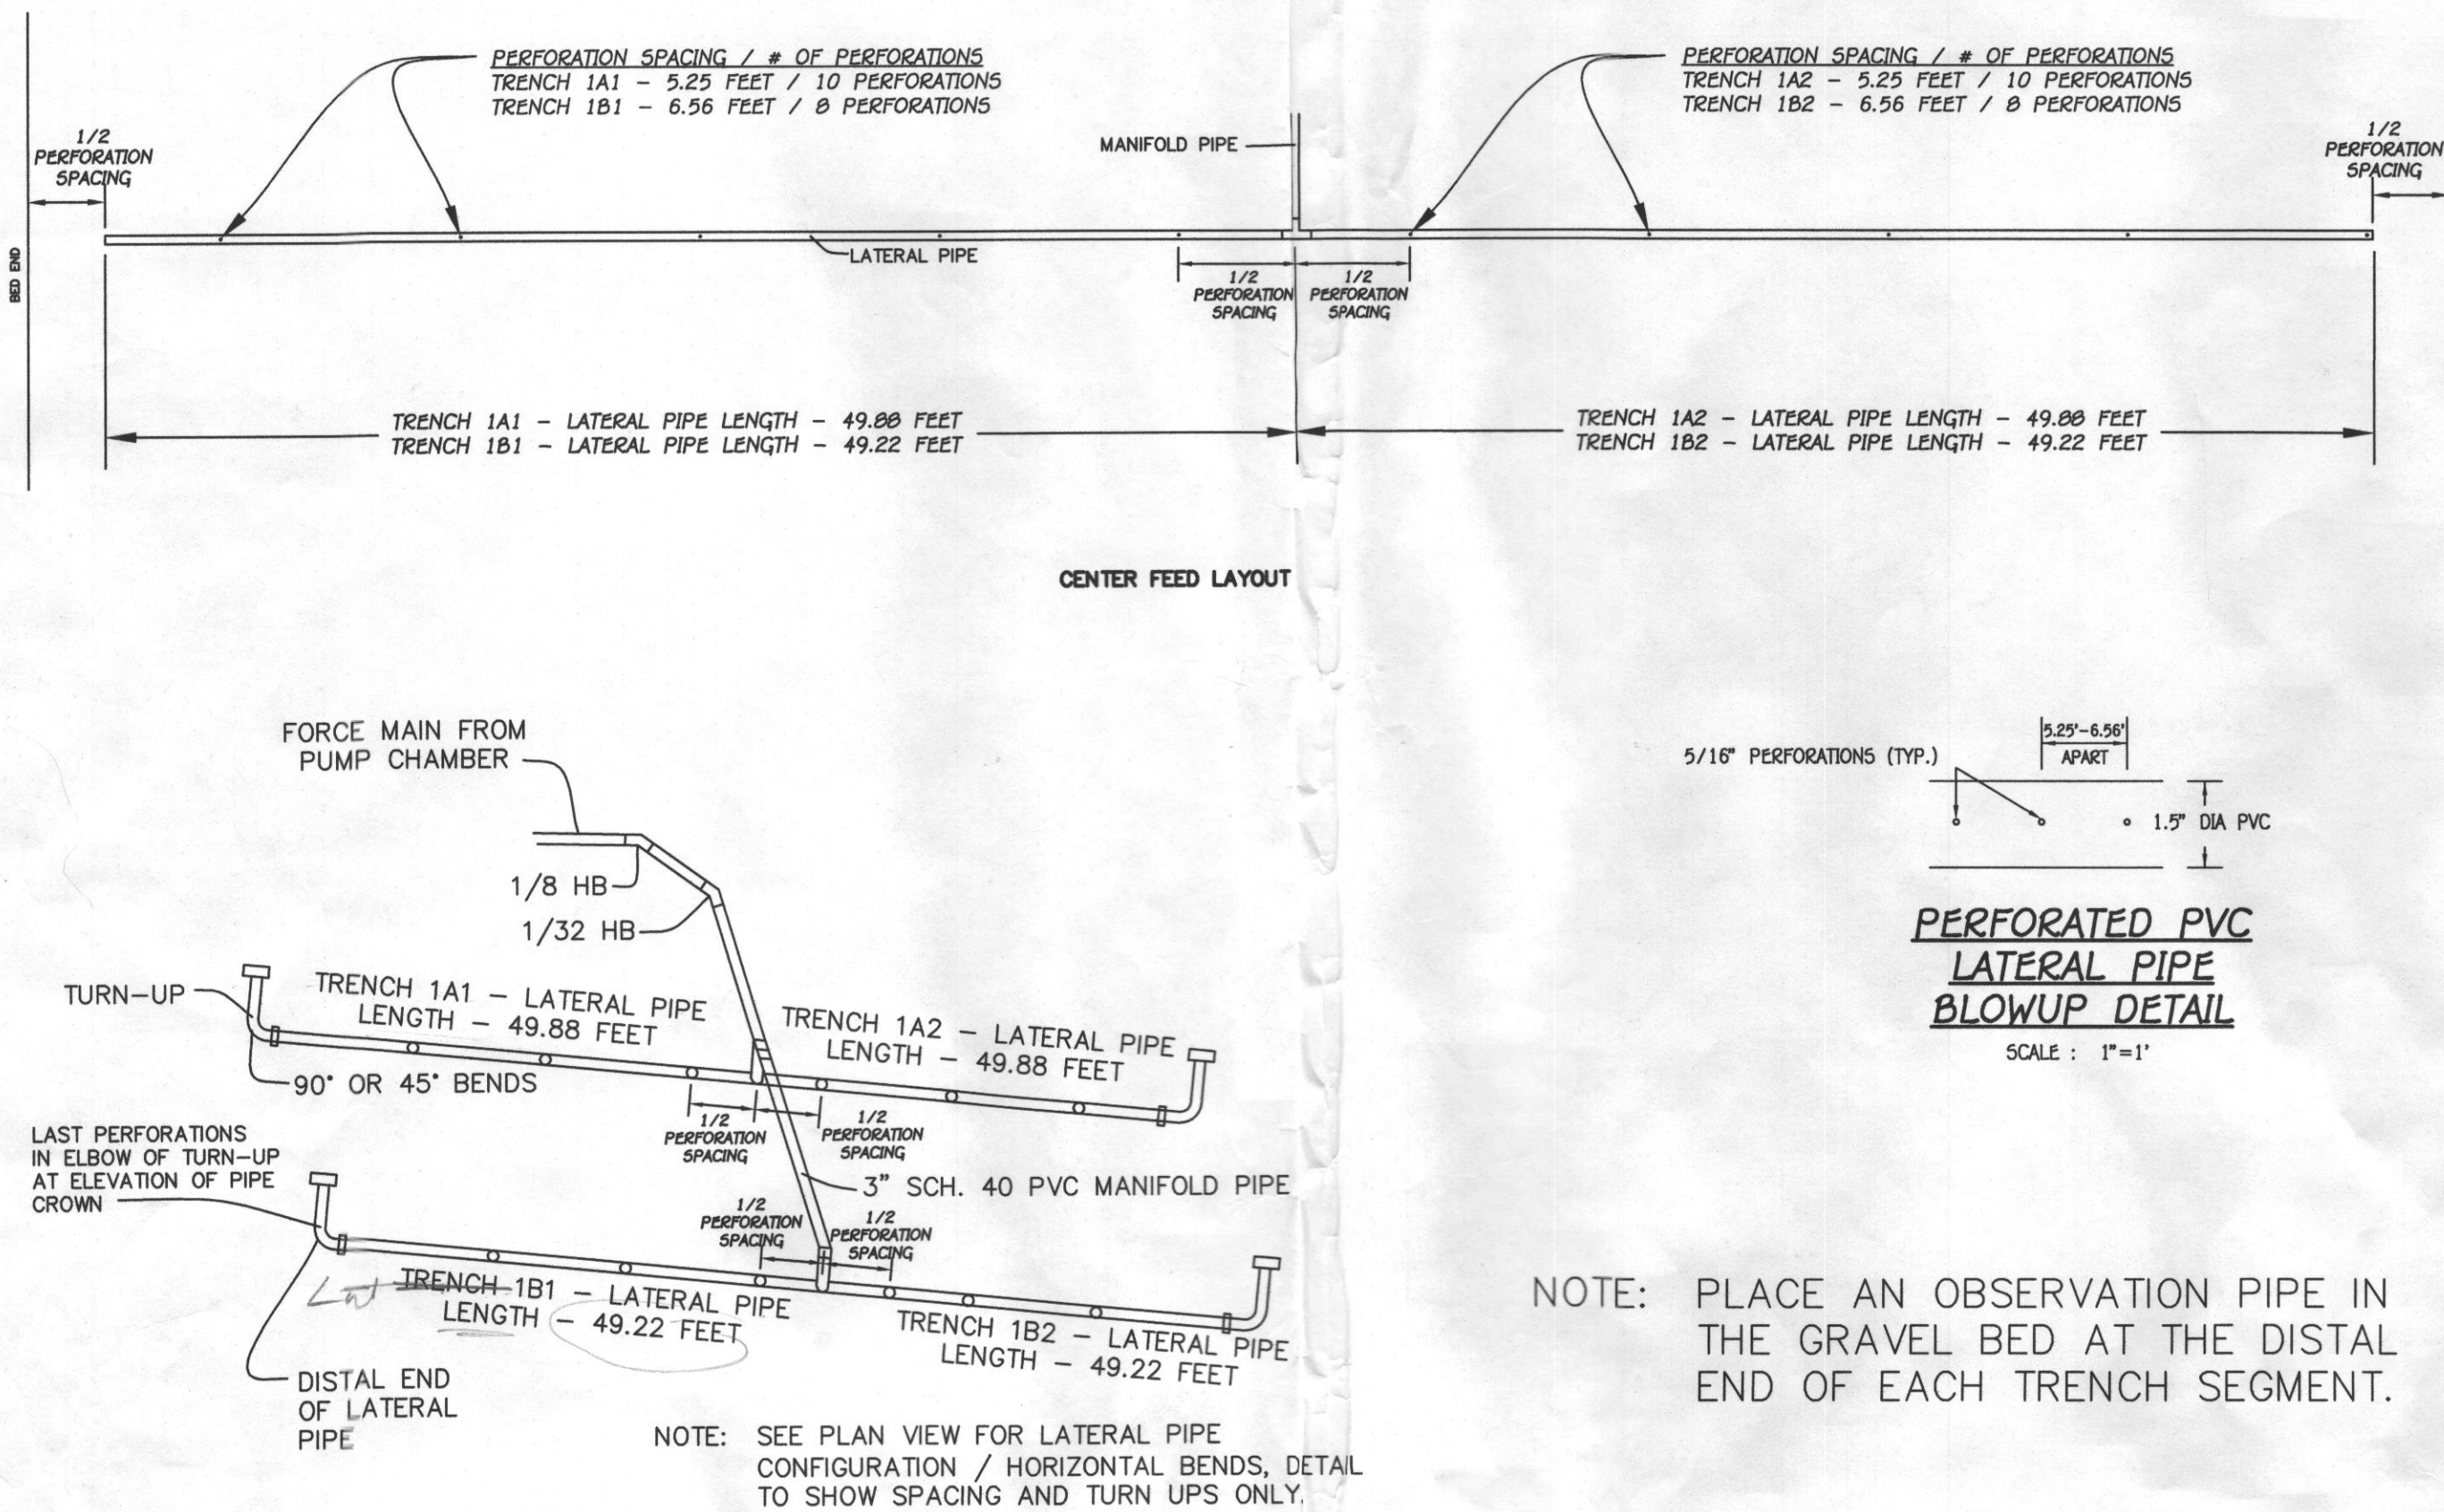 PERFORATION SPACING / # OF PERFORATIONS
TRENCH 1A1 - 5.25 FEET / 10 PERFORATIONS
TRENCH 1B1 - 6.56 FEET / 8 PERFORATIONS
PERFORATION SPACING / # OF PERFORATIONS
TRENCH 1A2 - 5.25 FEET / 10 PERFORATIONS
TRENCH 1B2 - 6.56 FEET / 8 PERFORATIONS
1/2
PERFORATION
SPACING
MANIFOLD PIPE
1/2
PERFORATION
SPACING
BED END
LATERAL PIPE
1/2
PERFORATION
SPACING
1/2
PERFORATION
SPACING
TRENCH 1A1 - LATERAL PIPE LENGTH - 49.88 FEET
TRENCH 1B1 - LATERAL PIPE LENGTH - 49.22 FEET
TRENCH 1A2 - LATERAL PIPE LENGTH - 49.88 FEET
TRENCH 1B2 - LATERAL PIPE LENGTH - 49.22 FEET
CENTER FEED LAYOUT
FORCE MAIN FROM
PUMP CHAMBER
1/8 HB
1/32 HB
TURN-UP
TRENCH 1A1 - LATERAL PIPE
LENGTH - 49.88 FEET
TRENCH 1A2 - LATERAL PIPE
LENGTH - 49.88 FEET
90° OR 45° BENDS
1/2
PERFORATION
SPACING
1/2
PERFORATION
SPACING
LAST PERFORATIONS
IN ELBOW OF TURN-UP
AT ELEVATION OF PIPE
CROWN
3" SCH. 40 PVC MANIFOLD PIPE
1/2
PERFORATION
SPACING
1/2
PERFORATION
SPACING
Lat TRENCH 1B1 - LATERAL PIPE
LENGTH - 49.22 FEET
TRENCH 1B2 - LATERAL PIPE
LENGTH - 49.22 FEET
DISTAL END
OF LATERAL
PIPE
NOTE: SEE PLAN VIEW FOR LATERAL PIPE
CONFIGURATION / HORIZONTAL BENDS, DETAIL
TO SHOW SPACING AND TURN UPS ONLY.
5/16" PERFORATIONS (TYP.)
5.25'-6.56'
APART
1.5" DIA PVC
PERFORATED PVC
LATERAL PIPE
BLOWUP DETAIL
SCALE : 1"=1'
NOTE: PLACE AN OBSERVATION PIPE IN
THE GRAVEL BED AT THE DISTAL
END OF EACH TRENCH SEGMENT.